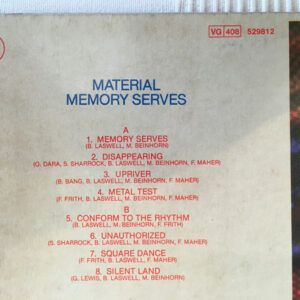 VG 408 529812
MATERIAL
MEMORY SERVES
A
1. MEMORY SERVES
(B. LASWELL, M. BEINHORN)
2. DISAPPEARING
(O. DARA, S. SHARROCK, B. LASWELL, M. BEINHORN, F. MAHER)
3. UPRIVER
(B. BANG, B. LASWELL, M. BEINHORN, F. MAHER)
4. METAL TEST
(F. FRITH, B. LASWELL, M. BEINHORN, F. MAHER)
B
5. CONFORM TO THE RHYTHM
(B. LASWELL, M. BEINHORN, F. FRITH)
6. UNAUTHORIZED
(S. SHARROCK, B. LASWELL, M. BEINHORN, F. MAHER)
7. SQUARE DANCE
(F. FRITH, B. LASWELL, F. MAHER)
8. SILENT LAND
(G. LEWIS, B. LASWELL, M. BEINHORN)